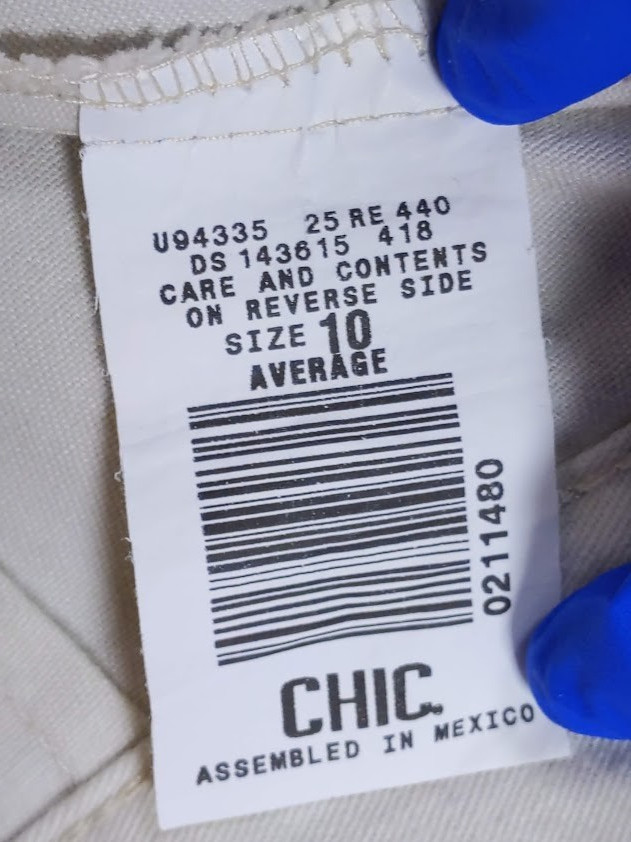 U94335 25 RE 440
DS 143615 418
CARE AND CONTENTS
ON REVERSE SIDE
SIZE 10
AVERAGE
0211480
CHIC
ASSEMBLED IN MEXICO